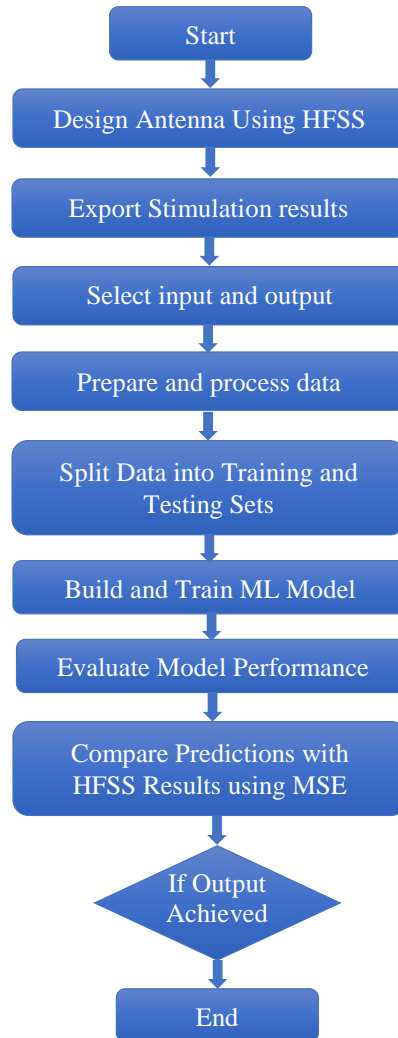 Start
Design Antenna Using HFSS
Export Stimulation results
Select input and output
Prepare and process data
Split Data into Training and
Testing Sets
Build and Train ML Model
Evaluate Model Performance
Compare Predictions with
HFSS Results using MSE
If Output
Achieved
End